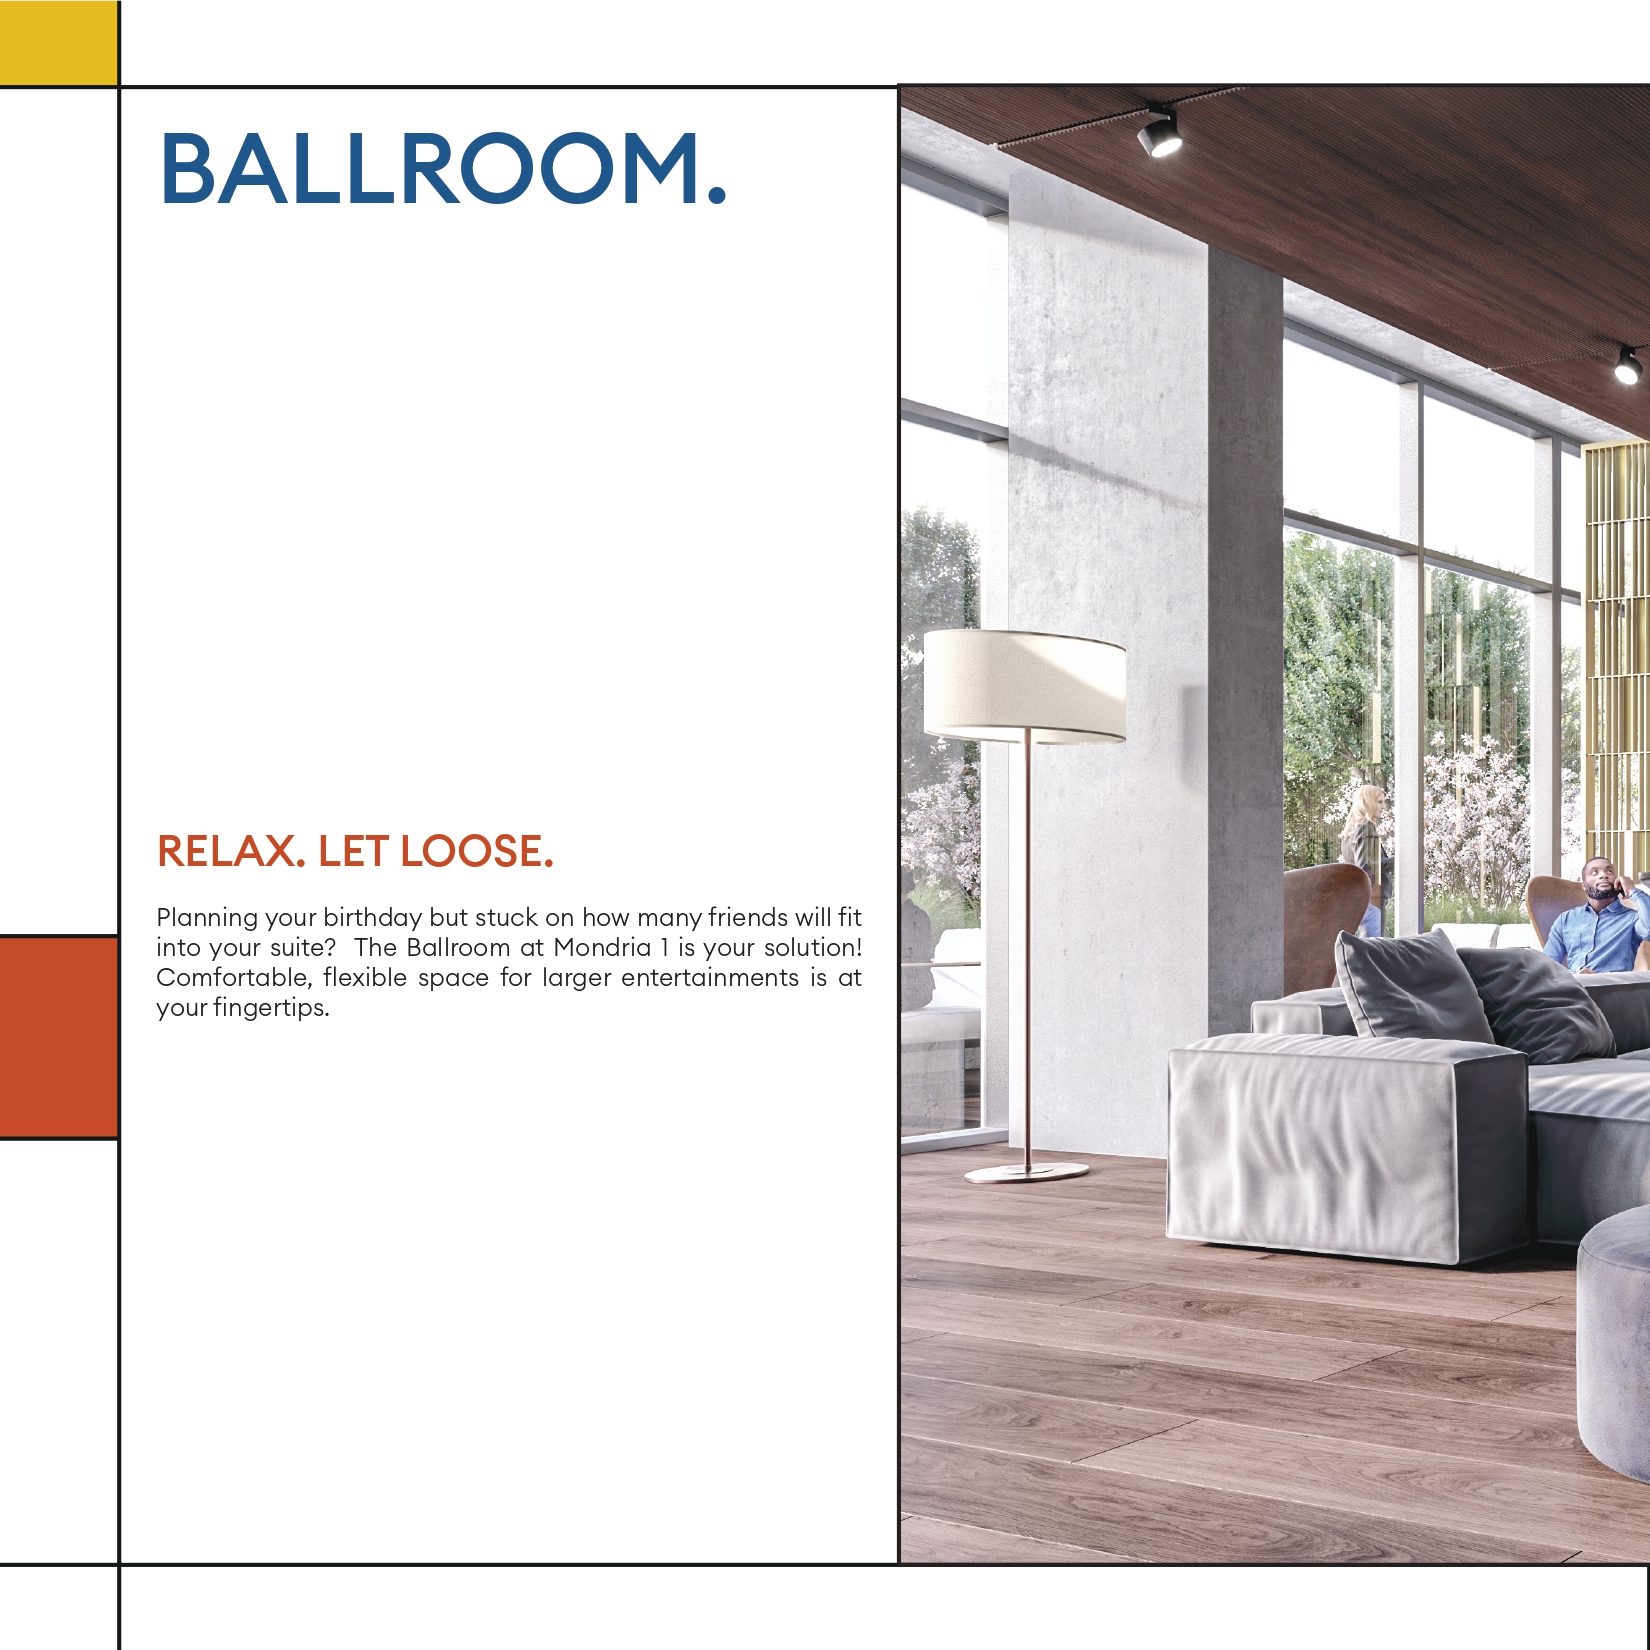 BALLROOM.
RELAX. LET LOOSE.
Planning your birthday but stuck on how many friends will fit
into your suite?  The Ballroom at Mondria 1 is your solution!
Comfortable, flexible space for larger entertainments is at
your fingertips.